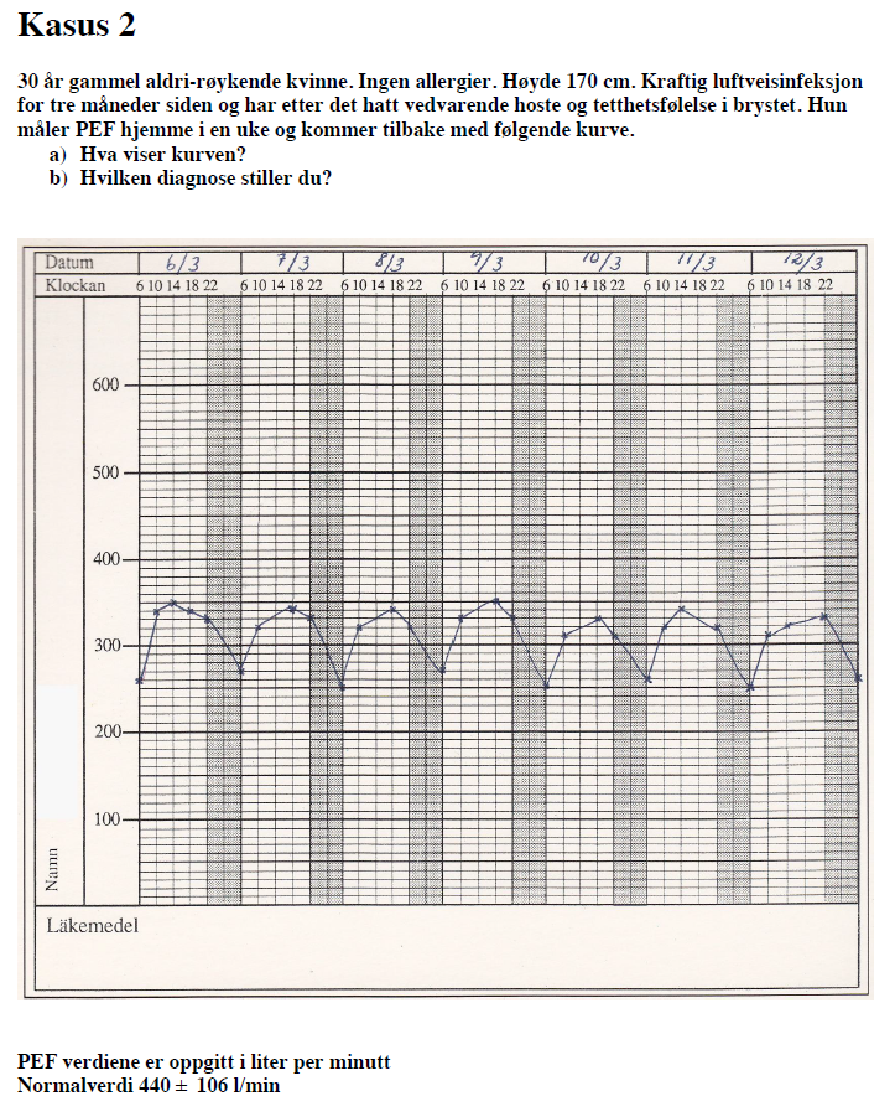 Kasus 2
30 år gammel aldri-røykende kvinne. Ingen allergier. Høyde 170 cm. Kraftig luftveisinfeksjon
for tre måneder siden og har etter det hatt vedvarende hoste og tetthetsfølelse i brystet. Hun
måler PEF hjemme i en uke og kommer tilbake med følgende kurve.
a) Hva viser kurven?
b) Hvilken diagnose stiller du?
Datum 6/3 7/3 8/3 9/3 10/3 11/3 12/3
Klockan 6 10 14 18 22 6 10 14 18 22 6 10 14 18 22 6 10 14 18 22 6 10 14 18 22 6 10 14 18 22 6 10 14 18 22
600
500
400
300
200
100
Namn
Läkemedel
PEF verdiene er oppgitt i liter per minutt
Normalverdi 440 ± 106 l/min